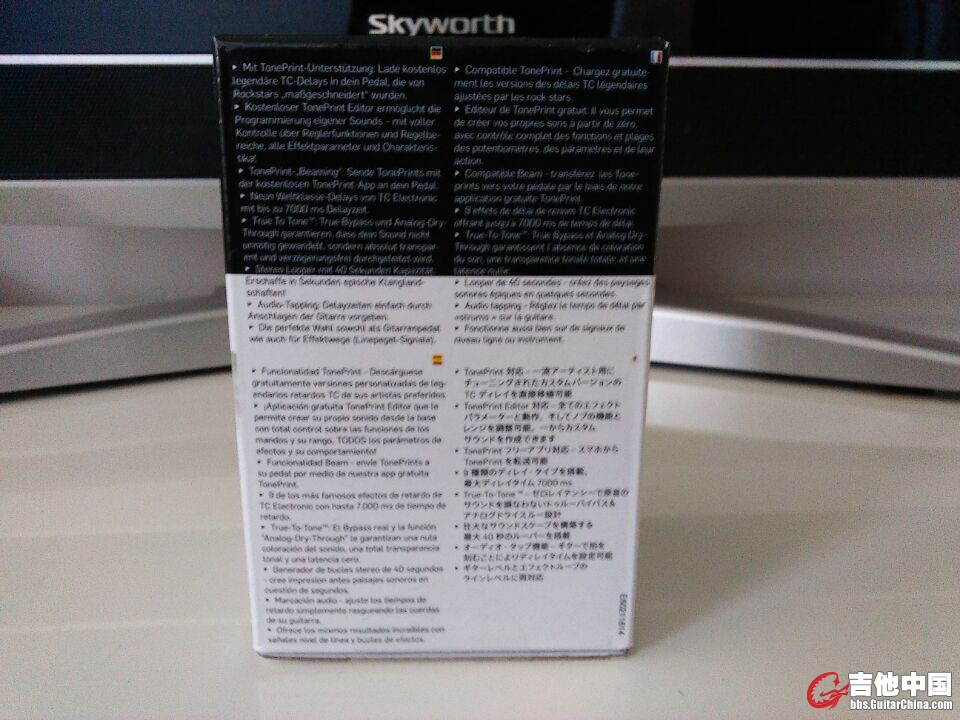 Skyworth
▸ Mit TonePrint-Unterstützung: Lade kostenlos
legendäre TC-Delays in dein Pedal, die von
Rockstars „maßgeschneidert" wurden.
▸ Kostenloser TonePrint Editor ermöglicht die
Programmierung eigener Sounds - mit voller
Kontrolle über Reglerfunktionen und Regelbe-
reiche, alle Effektparameter und Charakteris-
tika!
▸ TonePrint-„Beaming": Sende TonePrints mit
der kostenlosen TonePrint-App an dein Pedal.
▸ Neun Weltklasse-Delays von TC Electronic
mit bis zu 7000 ms Delayzeit.
▸ True To Tone™: True Bypass und Analog-Dry-
Through garantieren, dass dein Sound nicht
unnötig gewandelt, sondern absolut transpar-
ent und verzögerungsfrei durchgeleitet wird.
▸ Stereo Looper mit 40 Sekunden Kapazität.
Erschaffe in Sekunden epische Klangland-
schaften!
▸ Audio-Tapping: Delayzeiten einfach durch
Anschlagen der Gitarre vorgeben.
▸ Die perfekte Wahl sowohl als Gitarrenpedal
wie auch für Effektwege (Linepegel-Signale).
▸ Compatible TonePrint - Chargez gratuite-
ment les versions des délais TC légendaires
ajustées par les rock stars.
▸ Editeur de TonePrint gratuit: Il vous permet
de créer vos propres sons à partir de zéro,
avec contrôle complet des fonctions et plages
des potentiomètres, des paramètres et de leur
action.
▸ Compatible Beam - transférez les Tone-
prints vers votre pédale par le biais de notre
application gratuite TonePrint.
▸ 9 effets de délai de renom TC Electronic
offrant jusqu'à 7000 ms de temps de délai.
▸ True-To-Tone™: True Bypass et Analog Dry-
Through garantissent l'absence de coloration
du son, une transparence tonale totale, et une
latence nulle.
▸ Looper de 40 secondes - créez des paysages
sonores épiques en quelques secondes.
▸ Audio tapping - Réglez le temps de délai par
«strums» sur la guitare.
▸ Fonctionne aussi bien sur de signaux de
niveau ligne ou instrument.
▸ Funcionalidad TonePrint - Descárguese
gratuitamente versiones personalizadas de leg-
endarios retardos TC de sus artistas preferidos.
▸ ¡Aplicación gratuita TonePrint Editor que le
permite crear su propio sonido desde la base
con total control sobre las funciones de los
mandos y su rango, TODOS los parámetros de
efectos y su comportamiento!
▸ Funcionalidad Beam - envíe TonePrints a
su pedal por medio de nuestra app gratuita
TonePrint.
▸ 9 de los más famosos efectos de retardo de
TC Electronic con hasta 7.000 ms de tiempo de
retardo.
▸ True-To-Tone™: El Bypass real y la función
"Analog-Dry-Through" le garantizan una nula
coloración del sonido, una total transparencia
tonal y una latencia cero.
▸ Generador de bucles stereo de 40 segundos
- cree impresion antes paisajes sonoros en
cuestión de segundos.
▸ Marcación audio - ajuste los tiempos de
retardo simplemente rasgueando las cuerdas
de su guitarra.
▸ Ofrece los mismos resultados increíbles con
señales nivel de línea y bucles de efectos.
▸ TonePrint 対応 - 一流アーティスト用に
チューニングされたカスタムバージョンの
TC ディレイを直接移植可能
▸ TonePrint Editor 対応 - 全てのエフェクト
パラメーターと動作、そしてノブの機能と
レンジを調整可能。一からカスタム
サウンドを作成できます
▸ TonePrint フリーアプリ対応 - スマホから
TonePrint を転送可能
▸ 9 種類のディレイ・タイプを搭載、
最大ディレイタイム 7000 ms
▸ True-To-Tone™ - ゼロレイテンシーで原音の
サウンドを損なわないトゥルーバイパス&
アナログドライスルー設計
▸ 壮大なサウンドスケープを構築する
最大 40 秒のルーパーを搭載
▸ オーディオ・タップ機能 - ギターで拍を
刻むことによりディレイタイムを設定可能
▸ ギターレベルとエフェクトループの
ラインレベルに両対応
吉他中国
bbs.GuitarChina.com